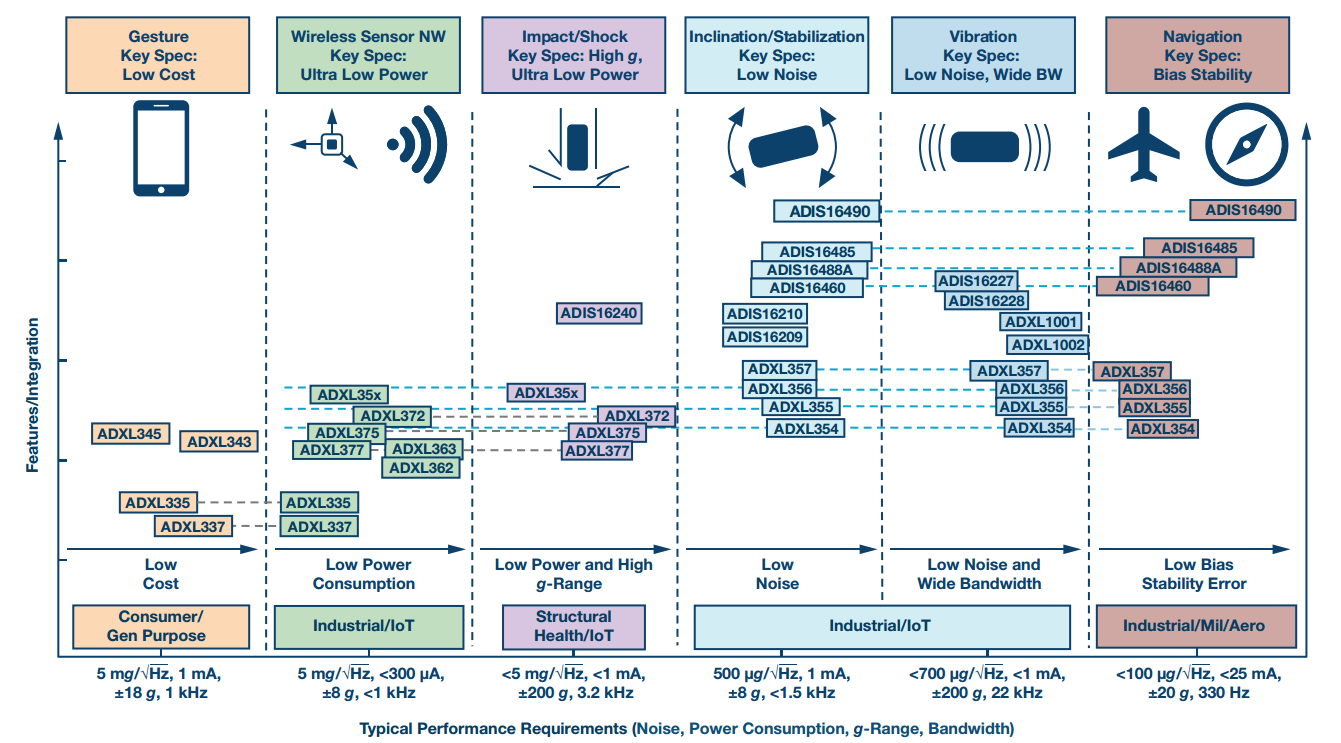 Gesture
Key Spec:
Low Cost
Wireless Sensor NW
Key Spec:
Ultra Low Power
Impact/Shock
Key Spec: High g,
Ultra Low Power
Inclination/Stabilization
Key Spec:
Low Noise
Vibration
Key Spec:
Low Noise, Wide BW
Navigation
Key Spec:
Bias Stability
Features/Integration
ADXL345
ADXL343
ADXL335
ADXL337
ADXL35x
ADXL372
ADXL375
ADXL377
ADXL363
ADXL362
ADXL335
ADXL337
ADIS16240
ADXL35x
ADXL372
ADXL375
ADXL377
ADIS16490
ADIS16485
ADIS16488A
ADIS16460
ADIS16210
ADIS16209
ADXL357
ADXL356
ADXL355
ADXL354
ADIS16227
ADIS16228
ADXL1001
ADXL1002
ADXL357
ADXL356
ADXL355
ADXL354
ADIS16490
ADIS16485
ADIS16488A
ADIS16460
ADXL357
ADXL356
ADXL355
ADXL354
Low
Cost
Low Power
Consumption
Low Power and High
g-Range
Low
Noise
Low Noise and
Wide Bandwidth
Low Bias
Stability Error
Consumer/
Gen Purpose
Industrial/IoT
Structural
Health/IoT
Industrial/IoT
Industrial/Mil/Aero
5 mg/√Hz, 1 mA,
±18 g, 1 kHz
5 mg/√Hz, <300 µA,
±8 g, <1 kHz
<5 mg/√Hz, <1 mA,
±200 g, 3.2 kHz
500 µg/√Hz, 1 mA,
±8 g, <1.5 kHz
<700 µg/√Hz, <1 mA,
±200 g, 22 kHz
<100 µg/√Hz, <25 mA,
±20 g, 330 Hz
Typical Performance Requirements (Noise, Power Consumption, g-Range, Bandwidth)